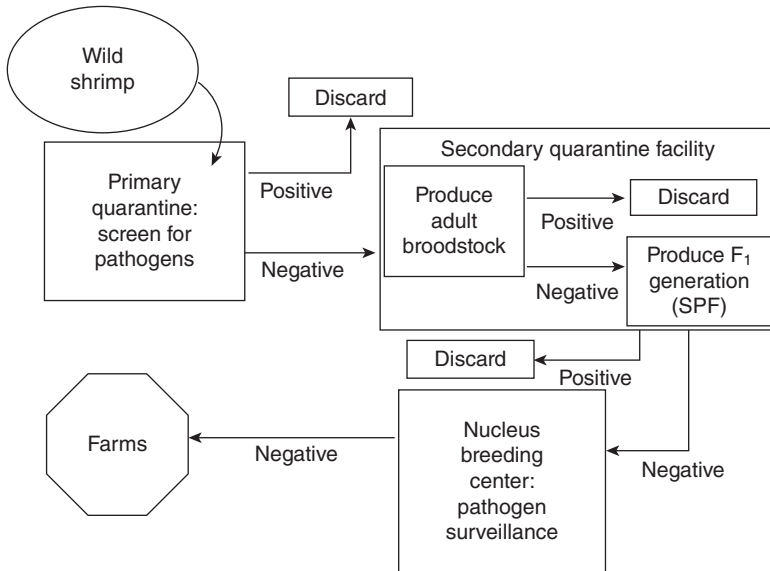 Wild
shrimp
Discard
Primary
quarantine:
screen for
pathogens
Positive
Negative
Secondary quarantine facility
Produce
adult
broodstock
Positive
Discard
Negative
Produce F₁
generation
(SPF)
Discard
Positive
Negative
Nucleus
breeding
center:
pathogen
surveillance
Negative
Farms